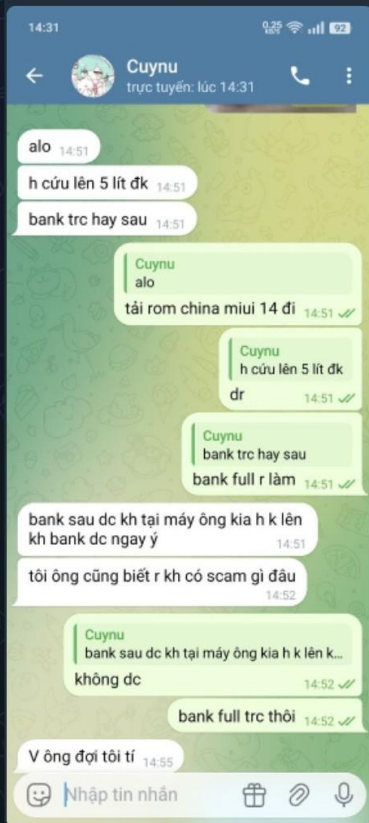 14:31
0.25
KB/S
92
Cuynu
trực tuyến: lúc 14:31
alo 14:51
h cứu lên 5 lít đk 14:51
bank trc hay sau 14:51
Cuynu
alo
tải rom china miui 14 đi 14:51
Cuynu
h cứu lên 5 lít đk
dr 14:51
Cuynu
bank trc hay sau
bank full r làm 14:51
bank sau dc kh tại máy ông kia h k lên
kh bank dc ngay ý 14:51
tôi ông cũng biết r kh có scam gì đâu
14:52
Cuynu
bank sau dc kh tại máy ông kia h k lên k...
không dc 14:52
bank full trc thôi 14:52
V ông đợi tôi tí 14:55
Nhập tin nhắn